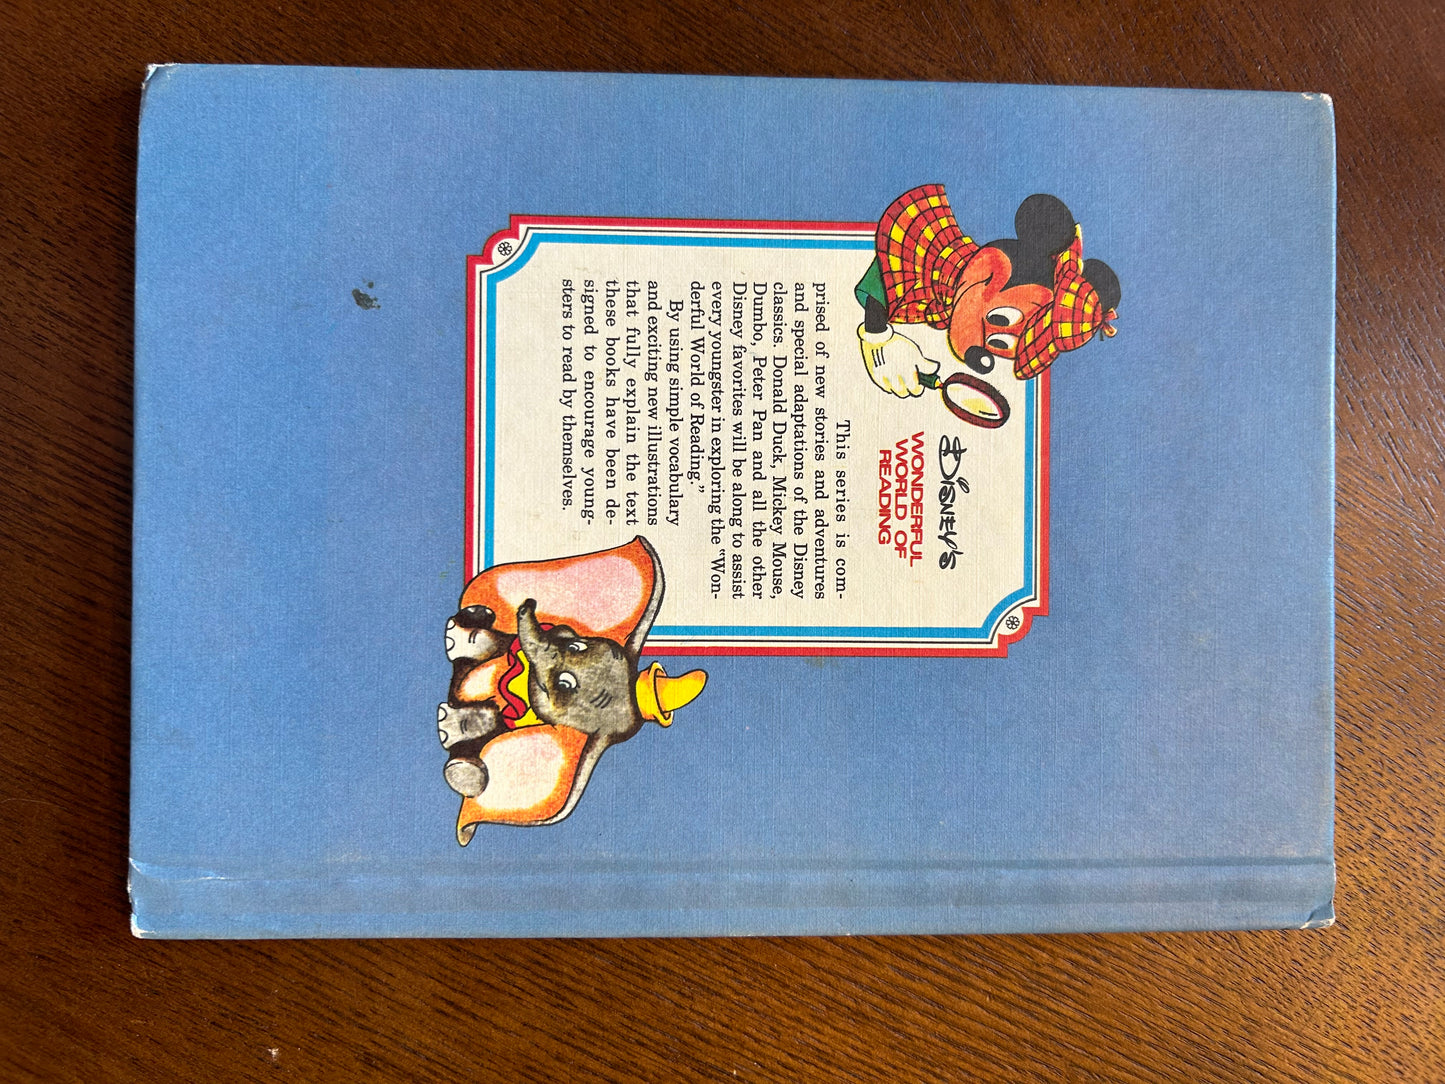 Disney's
WONDERFUL
WORLD OF
READING
This series is com-
prised of new stories and adventures
and special adaptations of the Disney
classics. Donald Duck, Mickey Mouse,
Dumbo, Peter Pan and all the other
Disney favorites will be along to assist
every youngster in exploring the “Won-
derful World of Reading.”
By using simple vocabulary
and exciting new illustrations
that fully explain the text
these books have been de-
signed to encourage young-
sters to read by themselves.